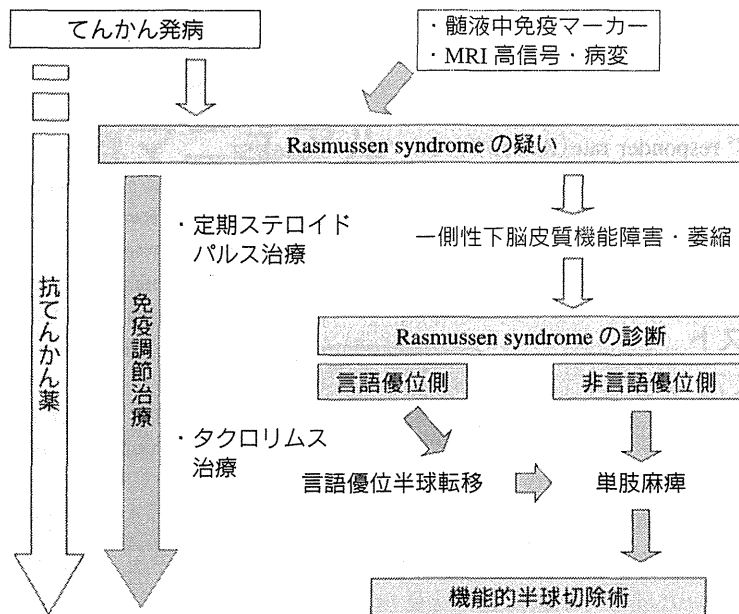 てんかん発病
・髄液中免疫マーカー
・MRI 高信号・病変
Rasmussen syndrome の疑い
・定期ステロイド
パルス治療
一側性下脳皮質機能障害・萎縮
抗てんかん薬
免疫調節治療
Rasmussen syndrome の診断
言語優位側
非言語優位側
・タクロリムス
治療
言語優位半球転移
単肢麻痺
機能的半球切除術